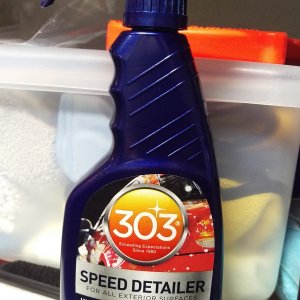 303®
Exceeding Expectations
Since 1980
SPEED DETAILER
FOR ALL EXTERIOR SURFACES